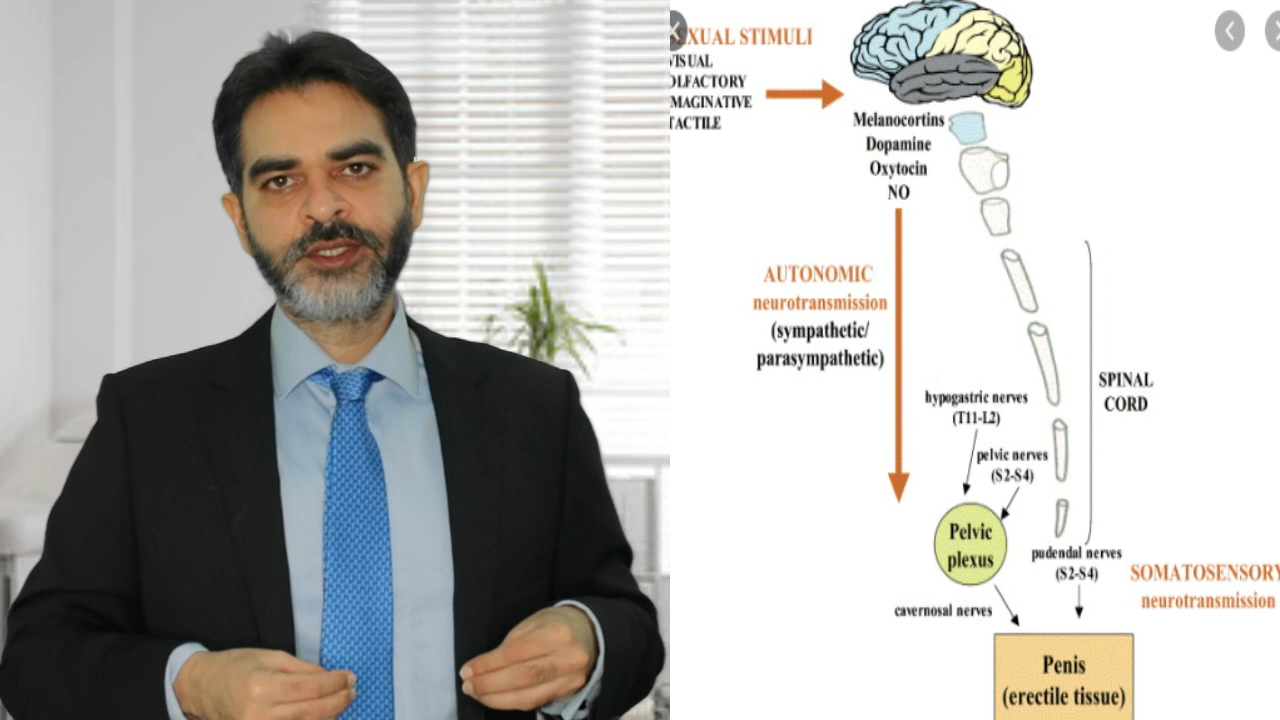 EXUAL STIMULI
VISUAL
OLFACTORY
MAGINATIVE
TACTILE
Melanocortins
Dopamine
Oxytocin
NO
AUTONOMIC
neurotransmission
(sympathetic/
parasympathetic)
hypogastric nerves
(T11-L2)
pelvic nerves
(S2-S4)
SPINAL
CORD
Pelvic
plexus
pudendal nerves
(S2-S4)
SOMATOSENSORY
neurotransmission
cavernosal nerves
Penis
(erectile tissue)